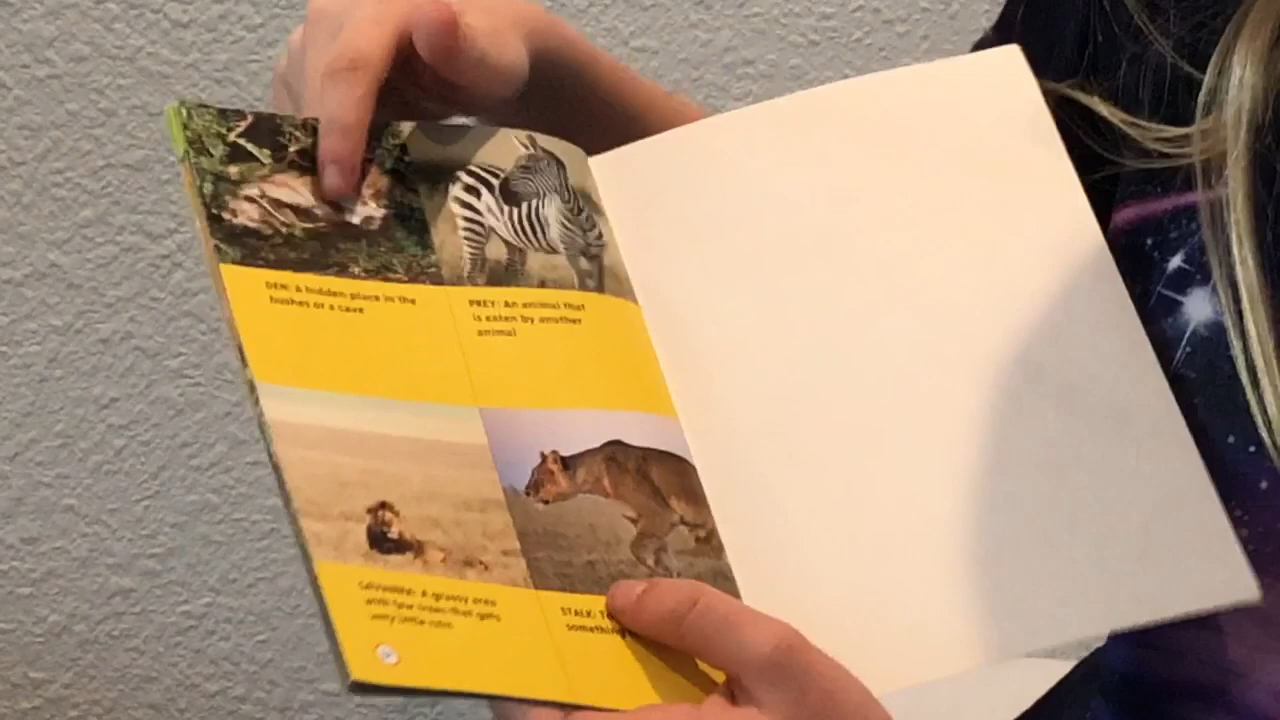 DEN: A hidden place in the
bushes or a cave
PREY: An animal that
is eaten by another
animal
SAVANNA: A grassy area
with few trees that gets
very little rain
STALK:
something